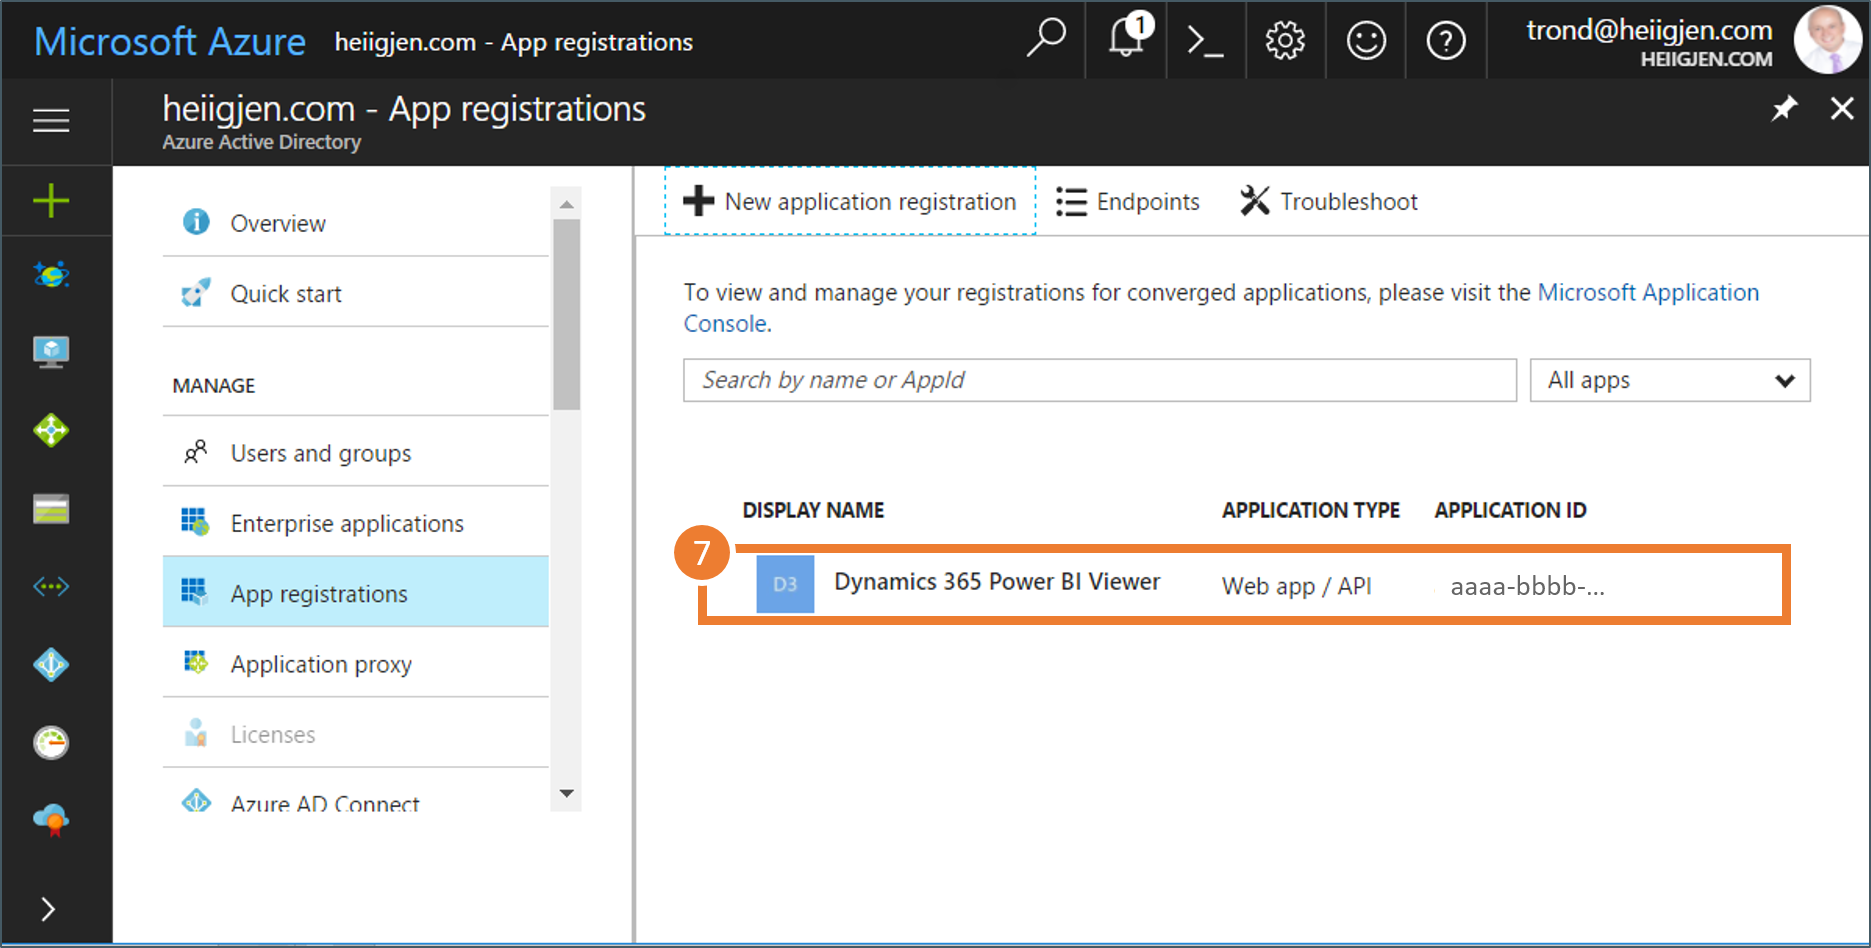 Microsoft Azure heiigjen.com - App registrations
1
trond@heiigjen.com
HEIIGJEN.COM
heiigjen.com - App registrations
Azure Active Directory
Overview
Quick start
MANAGE
Users and groups
Enterprise applications
App registrations
Application proxy
Licenses
Azure AD Connect
New application registration Endpoints Troubleshoot
To view and manage your registrations for converged applications, please visit the Microsoft Application
Console.
Search by name or AppId All apps
DISPLAY NAME APPLICATION TYPE APPLICATION ID
7
D3 Dynamics 365 Power BI Viewer Web app / API aaaa-bbbb-...